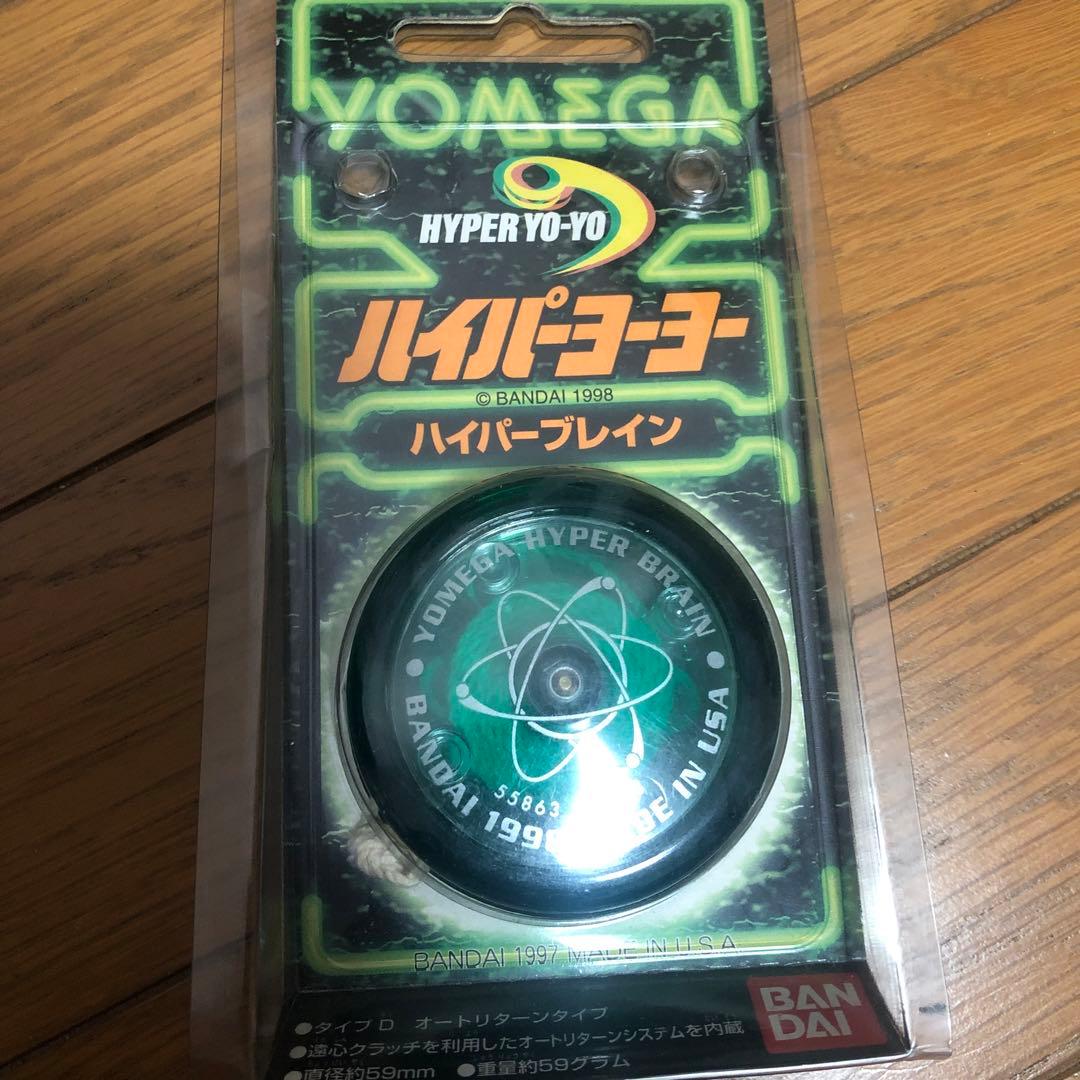 YOMEGA
HYPER YO-YO
ハイパーヨーヨー
© BANDAI 1998
ハイパーブレイン
YOMEGA HYPER BRAIN
BANDAI 199 IN USA
55863
BANDAI 1997 MADE IN U.S.A.
BANDAI
●タイプD オートリターンタイプ
●遠心クラッチを利用したオートリターンシステムを内蔵
●直径約59mm ●重量約59グラム